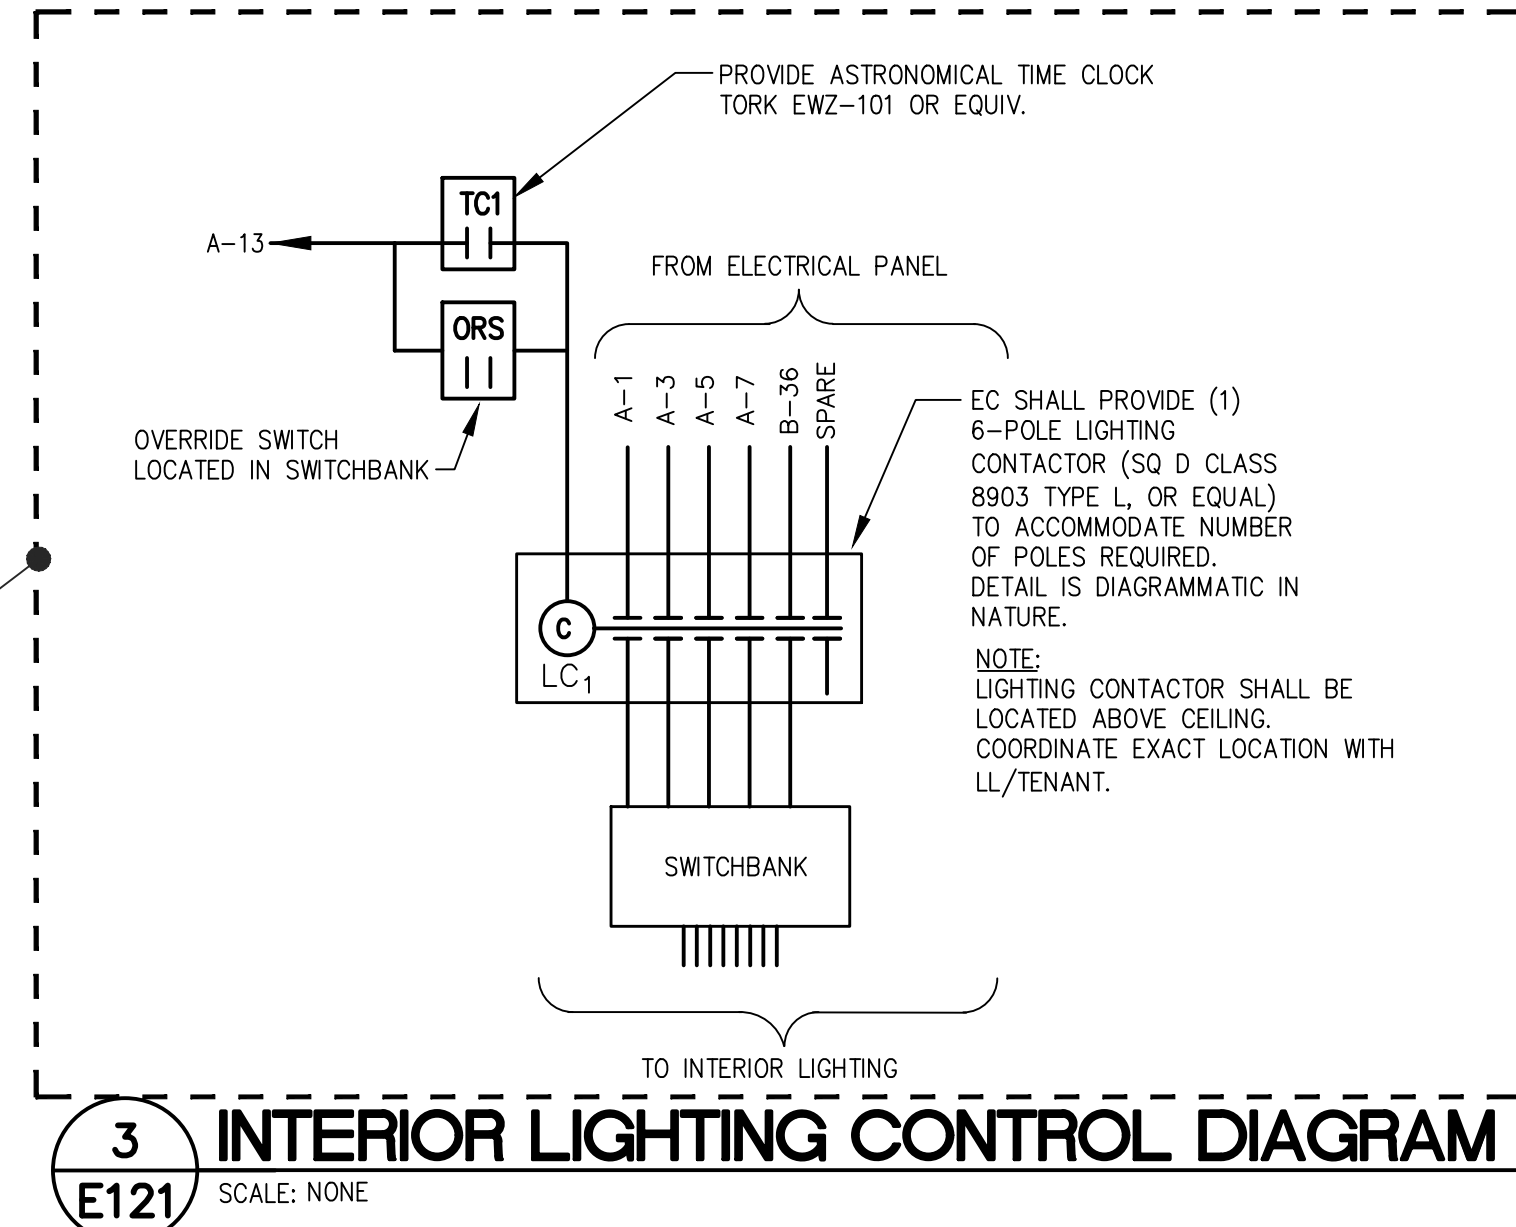 PROVIDE ASTRONOMICAL TIME CLOCK
TORK EWZ-101 OR EQUIV.
TC1
A-13
FROM ELECTRICAL PANEL
ORS
OVERRIDE SWITCH
LOCATED IN SWITCHBANK
A-1
A-3
A-5
A-7
B-36
SPARE
EC SHALL PROVIDE (1)
6-POLE LIGHTING
CONTACTOR (SQ D CLASS
8903 TYPE L, OR EQUAL)
TO ACCOMMODATE NUMBER
OF POLES REQUIRED.
DETAIL IS DIAGRAMMATIC IN
NATURE.
C
LC1
NOTE:
LIGHTING CONTACTOR SHALL BE
LOCATED ABOVE CEILING.
COORDINATE EXACT LOCATION WITH
LL/TENANT.
SWITCHBANK
TO INTERIOR LIGHTING
3
E121
INTERIOR LIGHTING CONTROL DIAGRAM
SCALE: NONE